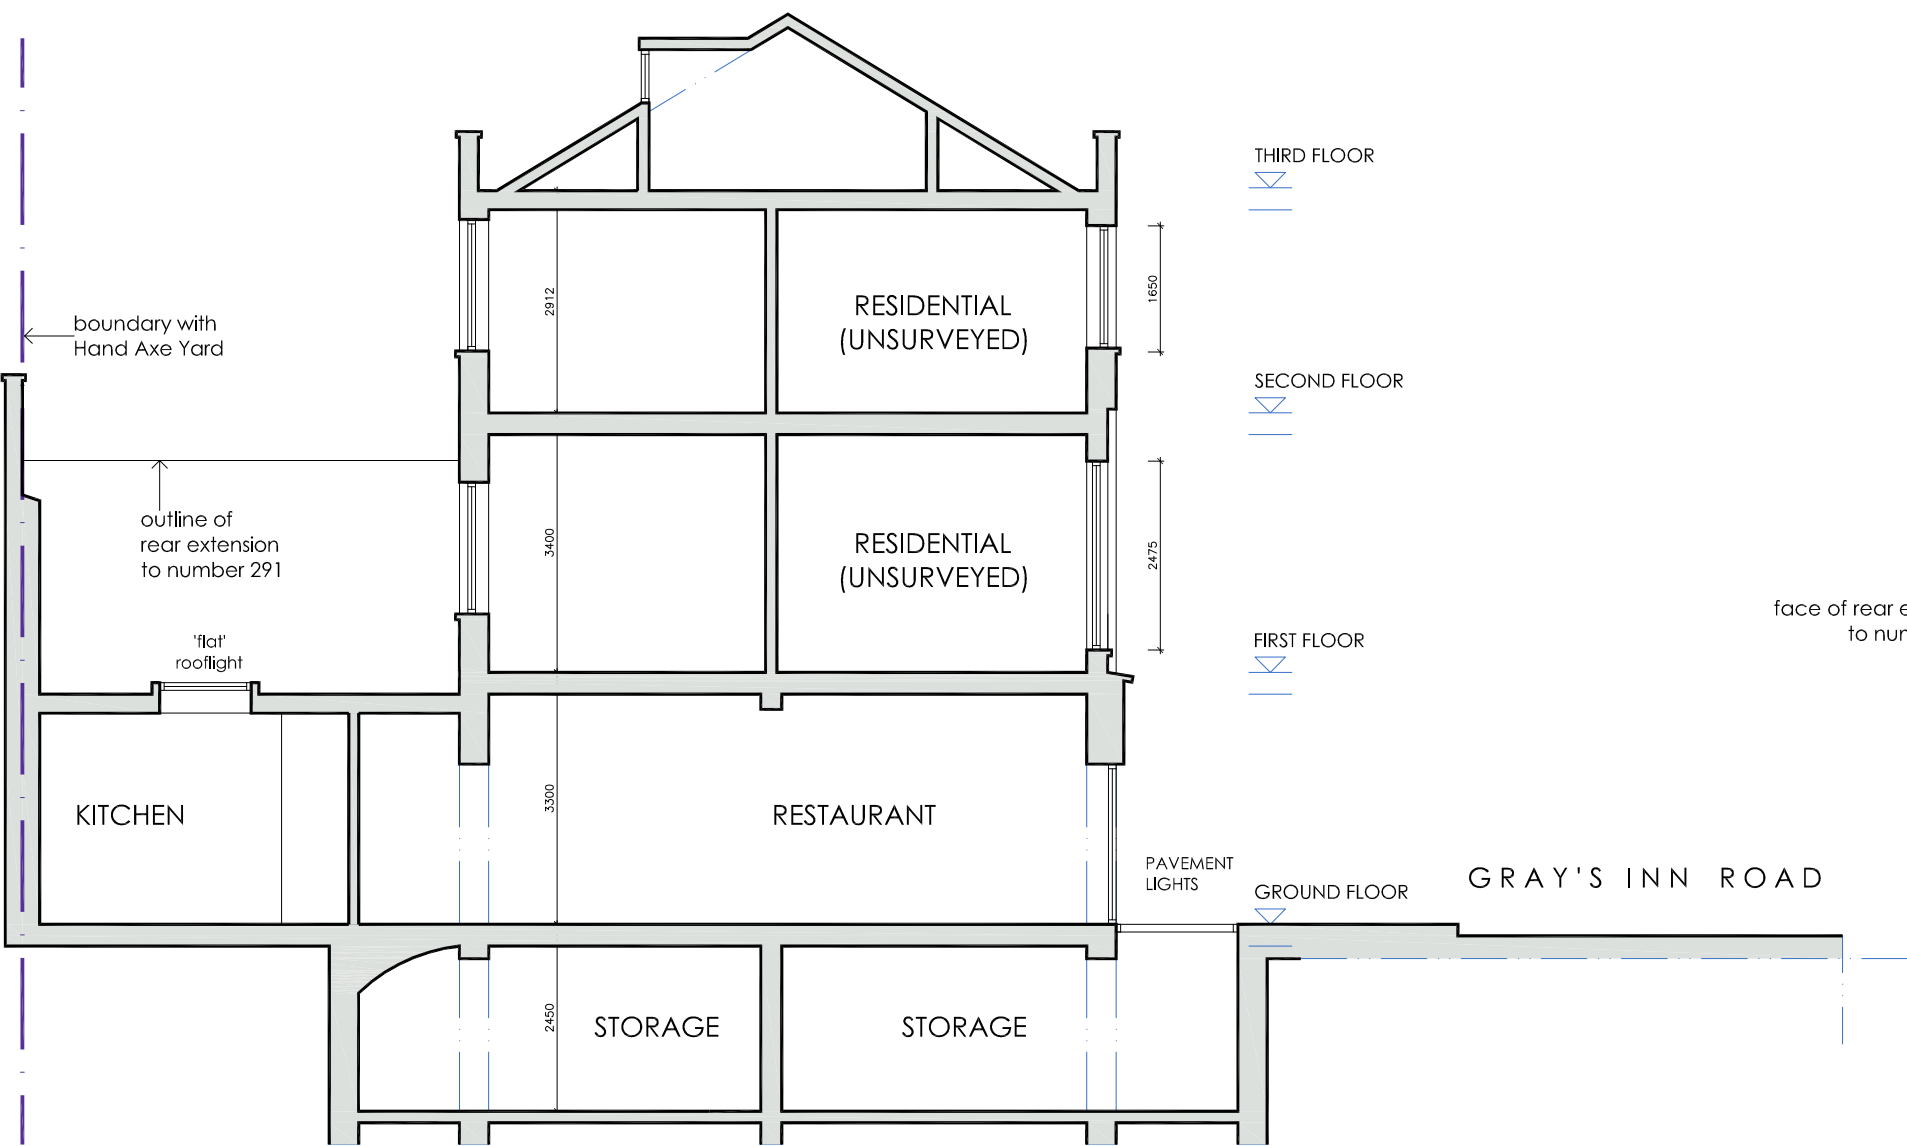 THIRD FLOOR
2912
RESIDENTIAL
(UNSURVEYED)
1650
boundary with
Hand Axe Yard
SECOND FLOOR
outline of
rear extension
to number 291
3400
RESIDENTIAL
(UNSURVEYED)
2475
'flat'
rooflight
FIRST FLOOR
face of rear
to
KITCHEN
3300
RESTAURANT
PAVEMENT
LIGHTS
GROUND FLOOR
GRAY'S INN ROAD
2450
STORAGE
STORAGE